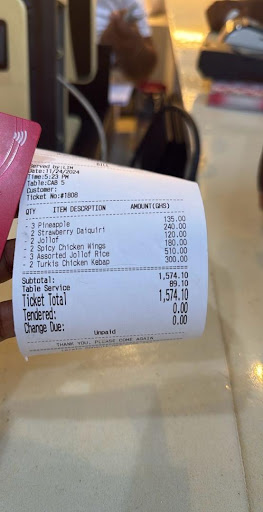 Served by:LIN
Date:11/24/2024
Time:5:23 PM
Table:CAB 5
Customer:
Ticket No:#1808
QTY ITEM DESCRPTION AMOUNT(GHS)
- 3 Pineapple 135.00
- 2 Strawberry Daiquiri 240.00
- 2 Jollof 120.00
- 2 Spicy Chicken Wings 180.00
- 3 Assorted Jollof Rice 510.00
- 2 Turkis Chicken Kebap 300.00
Subtotal: 1,574.10
Table Service 89.10
Ticket Total 1,574.10
Tendered: 0.00
Change Due: 0.00
Unpaid
THANK YOU, PLEASE COME AGAIN